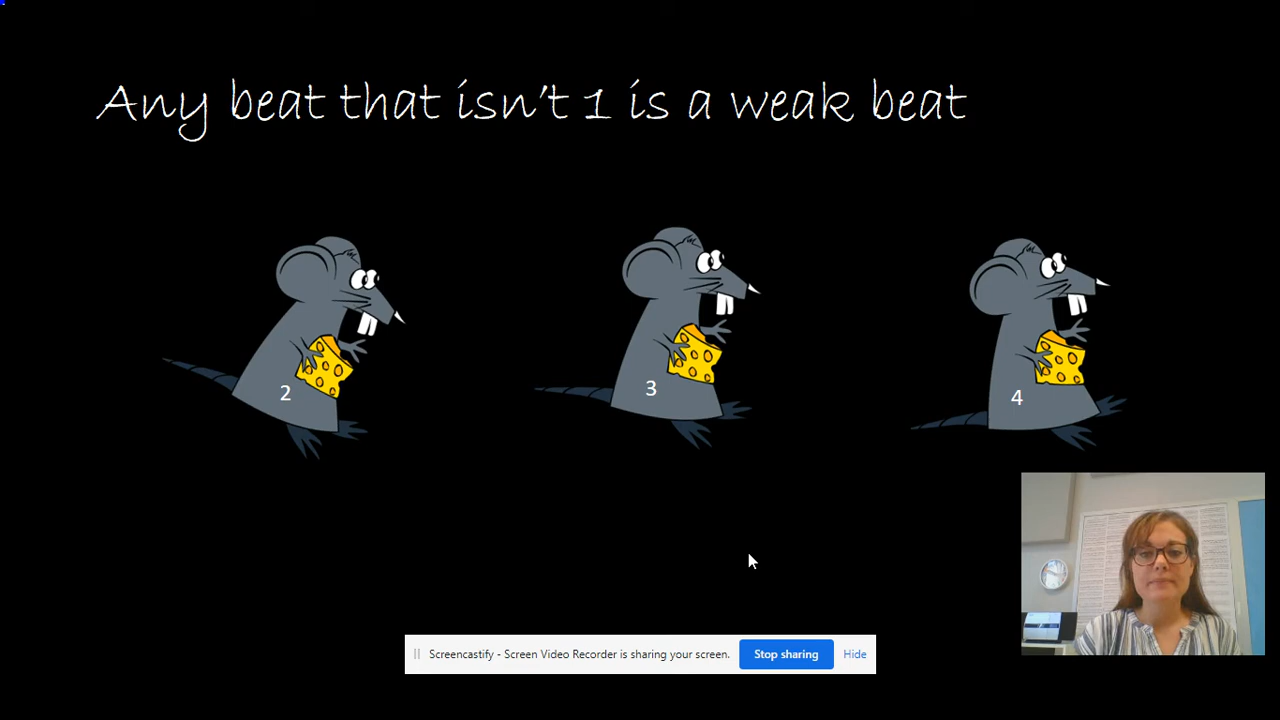 Any beat that isn't 1 is a weak beat
2
3
4
Screencastify - Screen Video Recorder is sharing your screen.
Stop sharing
Hide